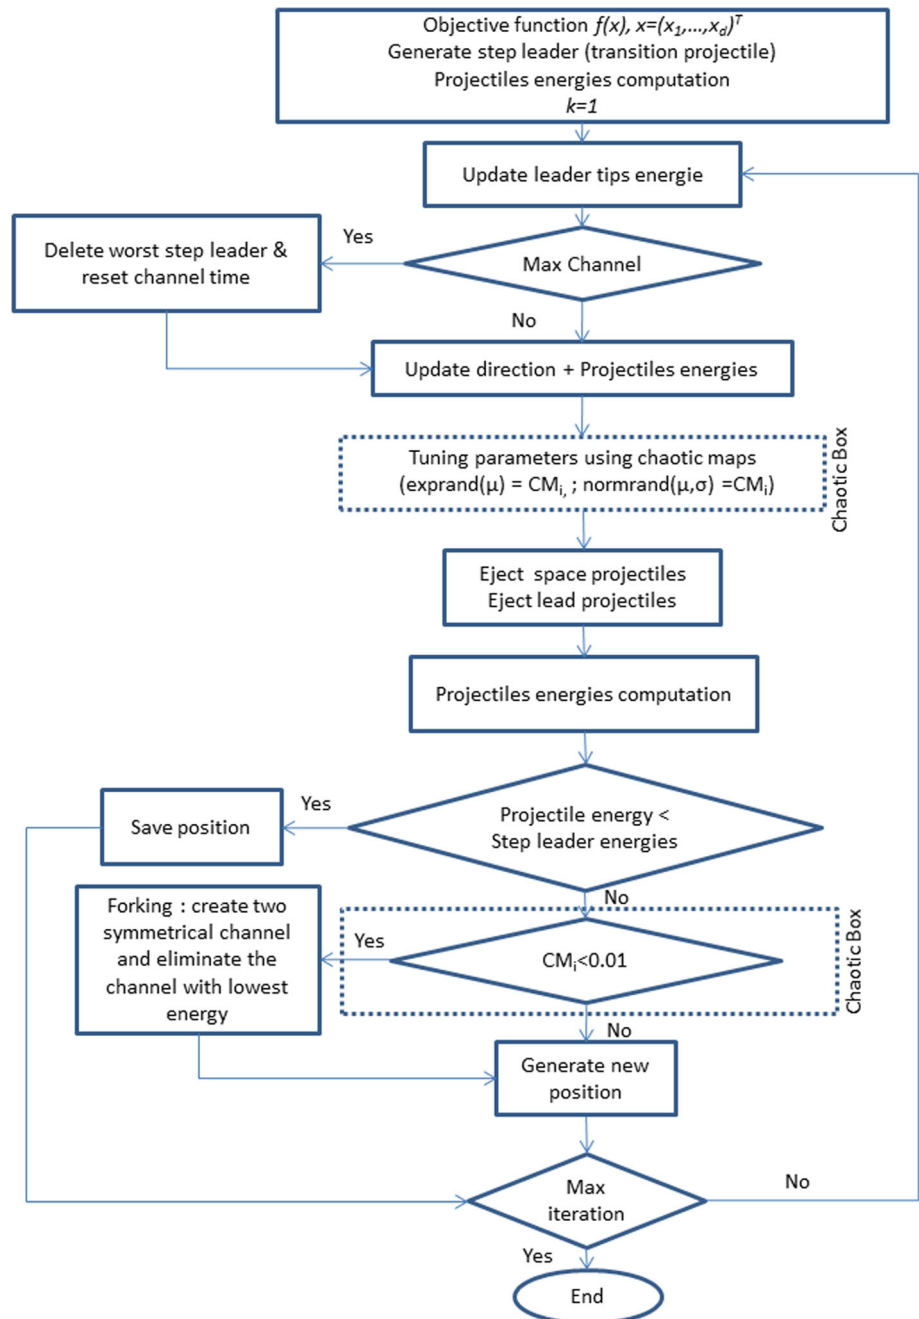 Objective function f(x), x=(x1,...,xd)T
Generate step leader (transition projectile)
Projectiles energies computation
k=1
Update leader tips energie
Delete worst step leader &
reset channel time
Yes
Max Channel
No
Update direction + Projectiles energies
Tuning parameters using chaotic maps
(exprand(μ) = CMi, ; normrand(μ,σ) =CMi)
Chaotic Box
Eject space projectiles
Eject lead projectiles
Projectiles energies computation
Save position
Yes
Projectile energy <
Step leader energies
No
Forking : create two
symmetrical channel
and eliminate the
channel with lowest
energy
Yes
CMi<0.01
Chaotic Box
No
Generate new
position
Max
iteration
No
Yes
End